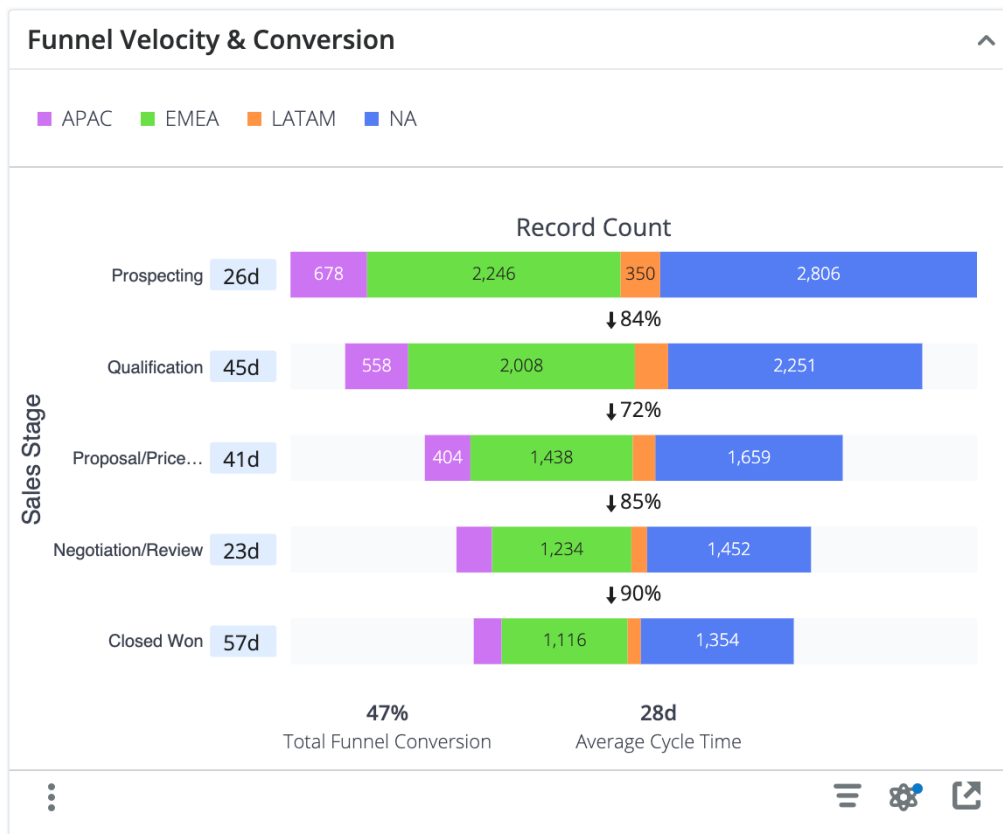 Funnel Velocity & Conversion
APAC EMEA LATAM NA
Record Count
Sales Stage
Prospecting 26d 678 2,246 350 2,806
84%
Qualification 45d 558 2,008 2,251
72%
Proposal/Price... 41d 404 1,438 1,659
85%
Negotiation/Review 23d 1,234 1,452
90%
Closed Won 57d 1,116 1,354
47% 28d
Total Funnel Conversion Average Cycle Time